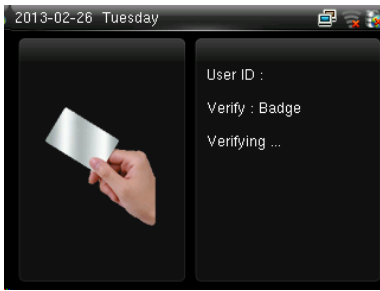 2013-02-26 Tuesday
User ID :
Verify : Badge
Verifying ...